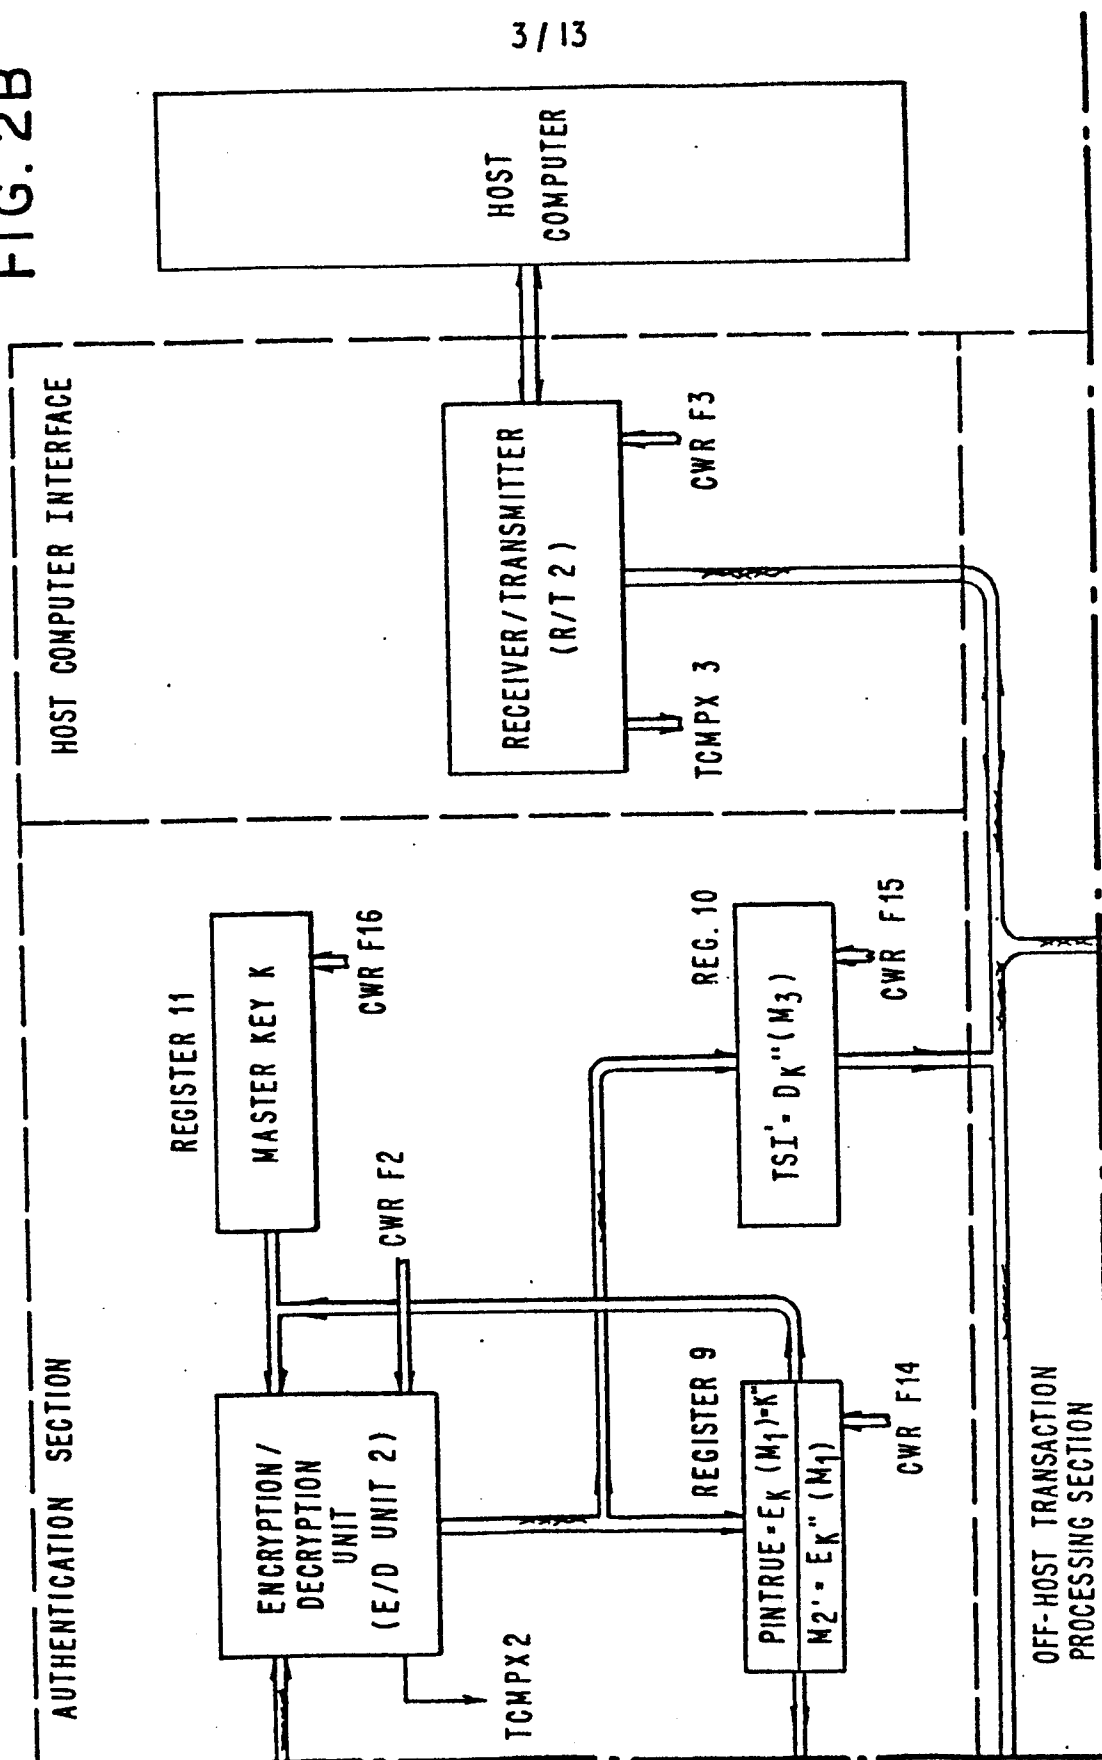 3/13
FIG. 2B
HOST
COMPUTER
HOST COMPUTER INTERFACE
RECEIVER/TRANSMITTER
(R/T 2)
CWR F3
TCMPX 3
AUTHENTICATION SECTION
REGISTER 11
MASTER KEY K
CWR F16
CWR F2
ENCRYPTION/
DECRYPTION
UNIT
(E/D UNIT 2)
TCMPX2
REG. 10
TSI' = DK"(M3)
CWR F15
REGISTER 9
PINTRUE = EK (M1)=K"
M2' = EK" (M1)
CWR F14
OFF-HOST TRANSACTION
PROCESSING SECTION